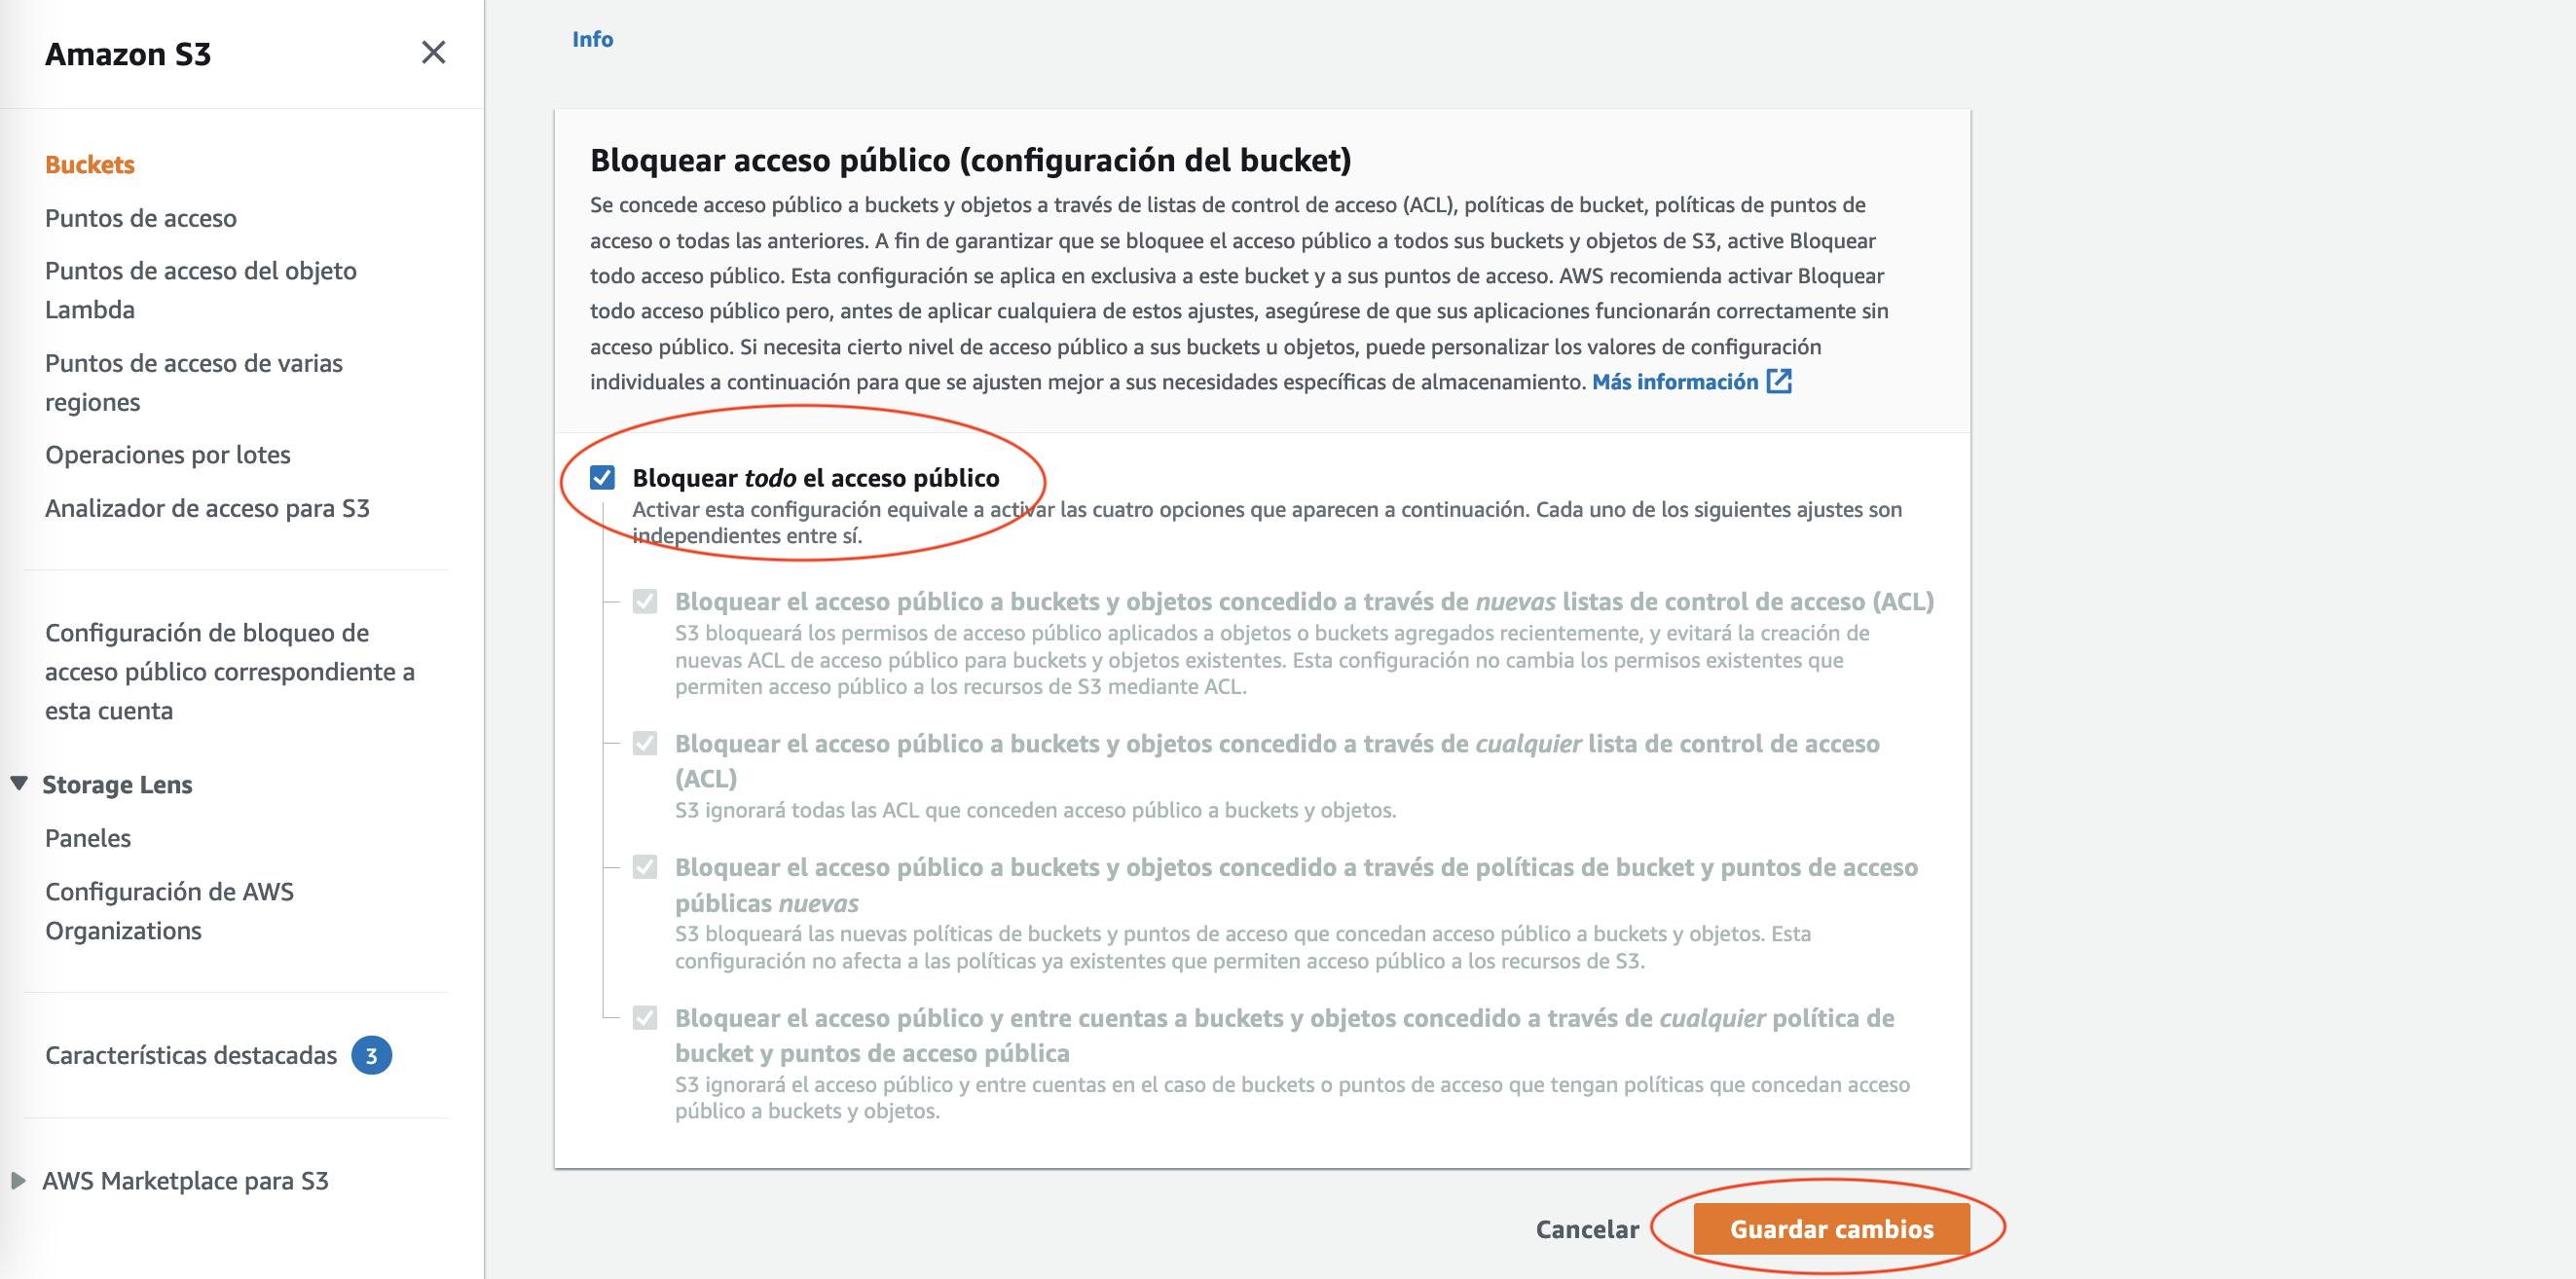 Amazon S3
Buckets
Puntos de acceso
Puntos de acceso del objeto
Lambda
Puntos de acceso de varias
regiones
Operaciones por lotes
Analizador de acceso para S3
Configuración de bloqueo de
acceso público correspondiente a
esta cuenta
Storage Lens
Paneles
Configuración de AWS
Organizations
Características destacadas 3
AWS Marketplace para S3
Info
Bloquear acceso público (configuración del bucket)
Se concede acceso público a buckets y objetos a través de listas de control de acceso (ACL), políticas de bucket, políticas de puntos de
acceso o todas las anteriores. A fin de garantizar que se bloquee el acceso público a todos sus buckets y objetos de S3, active Bloquear
todo acceso público. Esta configuración se aplica en exclusiva a este bucket y a sus puntos de acceso. AWS recomienda activar Bloquear
todo acceso público pero, antes de aplicar cualquiera de estos ajustes, asegúrese de que sus aplicaciones funcionarán correctamente sin
acceso público. Si necesita cierto nivel de acceso público a sus buckets u objetos, puede personalizar los valores de configuración
individuales a continuación para que se ajusten mejor a sus necesidades específicas de almacenamiento. Más información
Bloquear todo el acceso público
Activar esta configuración equivale a activar las cuatro opciones que aparecen a continuación. Cada uno de los siguientes ajustes son
independientes entre sí.
Bloquear el acceso público a buckets y objetos concedido a través de nuevas listas de control de acceso (ACL)
S3 bloqueará los permisos de acceso público aplicados a objetos o buckets agregados recientemente, y evitará la creación de
nuevas ACL de acceso público para buckets y objetos existentes. Esta configuración no cambia los permisos existentes que
permiten acceso público a los recursos de S3 mediante ACL.
Bloquear el acceso público a buckets y objetos concedido a través de cualquier lista de control de acceso
(ACL)
S3 ignorará todas las ACL que conceden acceso público a buckets y objetos.
Bloquear el acceso público a buckets y objetos concedido a través de políticas de bucket y puntos de acceso
públicas nuevas
S3 bloqueará las nuevas políticas de buckets y puntos de acceso que concedan acceso público a buckets y objetos. Esta
configuración no afecta a las políticas ya existentes que permiten acceso público a los recursos de S3.
Bloquear el acceso público y entre cuentas a buckets y objetos concedido a través de cualquier política de
bucket y puntos de acceso pública
S3 ignorará el acceso público y entre cuentas en el caso de buckets o puntos de acceso que tengan políticas que concedan acceso
público a buckets y objetos.
Cancelar
Guardar cambios